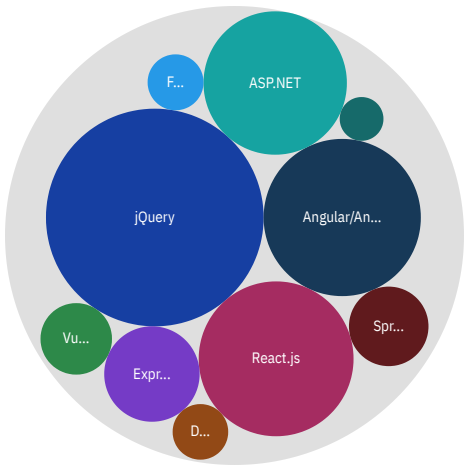 F...
ASP.NET
jQuery
Angular/An...
Vu...
Expr...
React.js
Spr...
D...